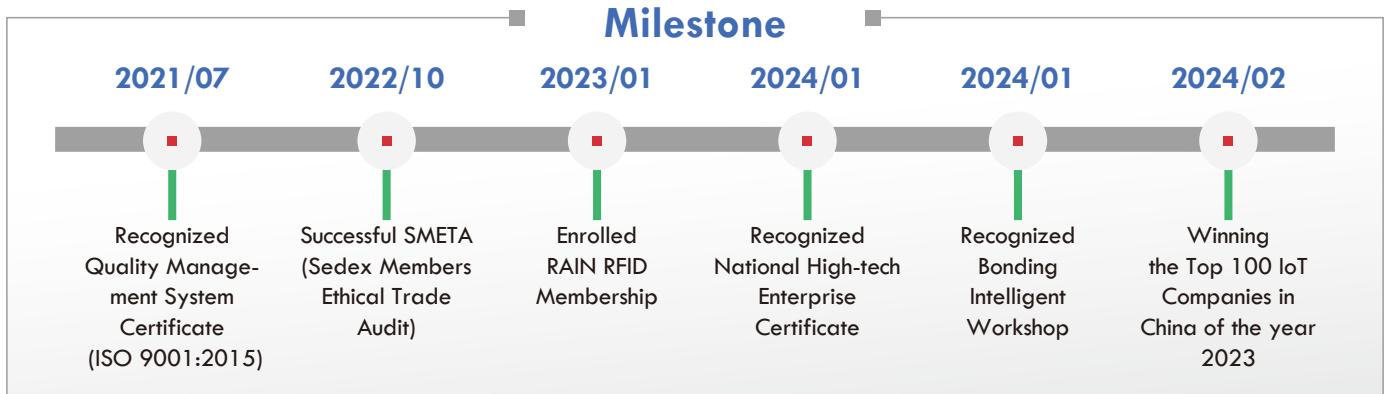 Milestone
2021/07
2022/10
2023/01
2024/01
2024/01
2024/02
Recognized
Quality Manage-
ment System
Certificate
(ISO 9001:2015)
Successful SMETA
(Sedex Members
Ethical Trade
Audit)
Enrolled
RAIN RFID
Membership
Recognized
National High-tech
Enterprise
Certificate
Recognized
Bonding
Intelligent
Workshop
Winning
the Top 100 IoT
Companies in
China of the year
2023